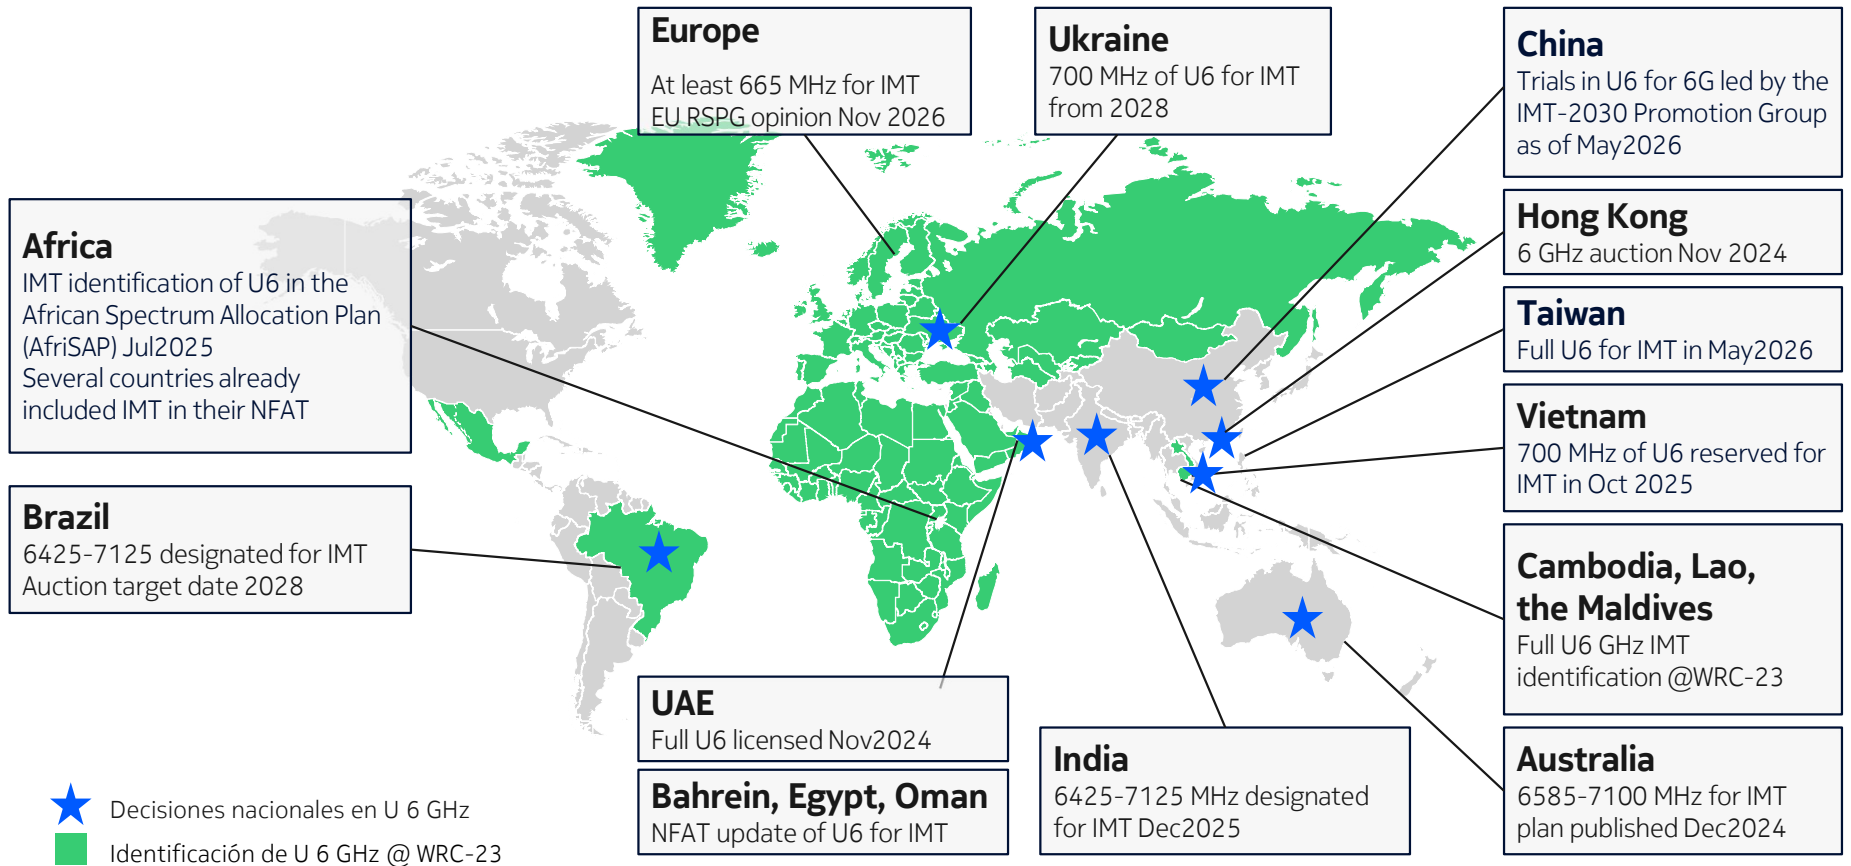 Europe
At least 665 MHz for IMT
EU RSPG opinion Nov 2026
Ukraine
700 MHz of U6 for IMT
from 2028
China
Trials in U6 for 6G led by the
IMT-2030 Promotion Group
as of May2026
Hong Kong
6 GHz auction Nov 2024
Taiwan
Full U6 for IMT in May2026
Vietnam
700 MHz of U6 reserved for
IMT in Oct 2025
Cambodia, Lao,
the Maldives
Full U6 GHz IMT
identification @WRC-23
Australia
6585-7100 MHz for IMT
plan published Dec2024
Africa
IMT identification of U6 in the
African Spectrum Allocation Plan
(AfriSAP) Jul2025
Several countries already
included IMT in their NFAT
Brazil
6425-7125 designated for IMT
Auction target date 2028
UAE
Full U6 licensed Nov2024
Bahrein, Egypt, Oman
NFAT update of U6 for IMT
India
6425-7125 MHz designated
for IMT Dec2025
Decisiones nacionales en U 6 GHz
Identificación de U 6 GHz @ WRC-23